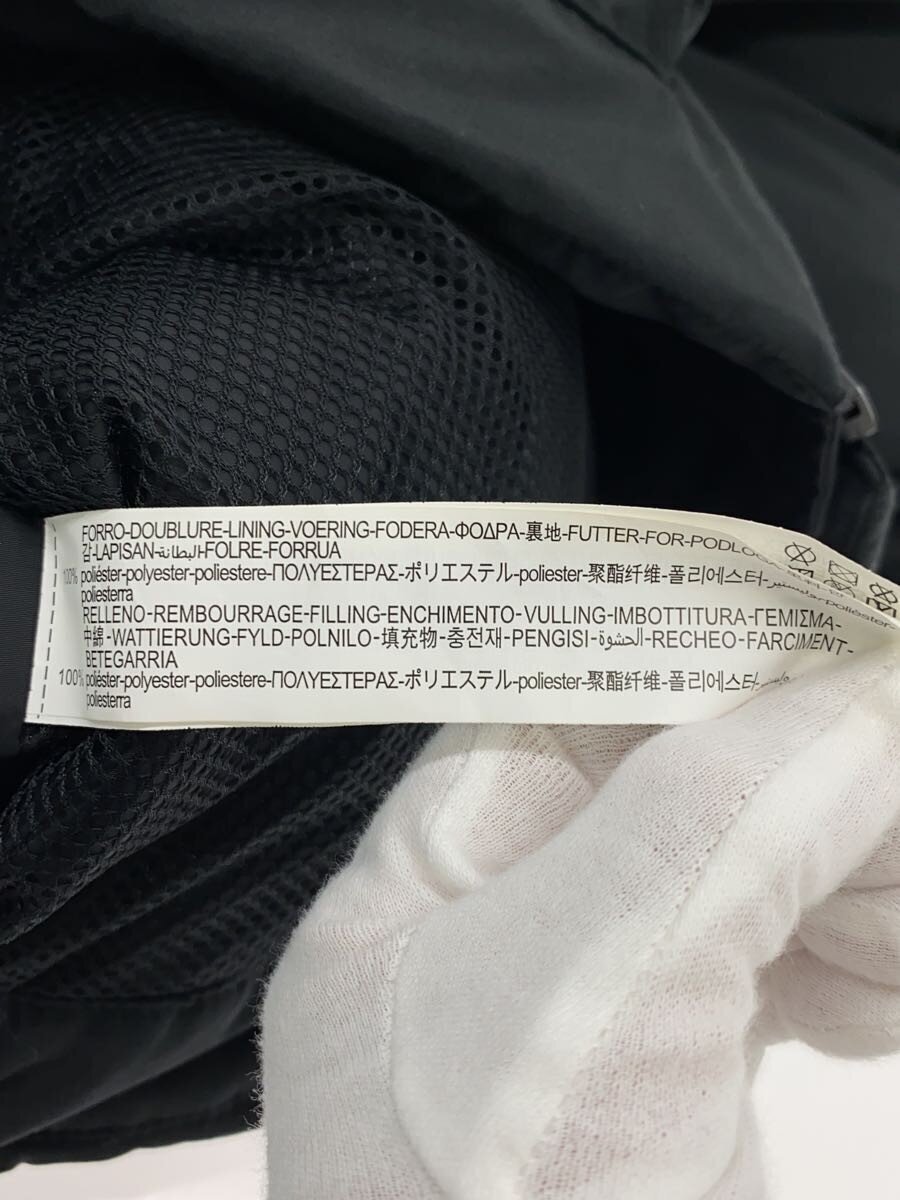 FORRO-DOUBLURE-LINING-VOERING-FODERA-ΦΟΔΡΑ-裏地-FUTTER-FOR-PODLOG
감-LAPISAN-البطانة-FOLRE-FORRUA
100% poliéster-polyester-poliestere-ΠΟΛΥΕΣΤΕΡΑΣ-ポリエステル-poliester-聚酯纤维-폴리에스터-بوليستير-poliéster-
poliesterra
RELLENO-REMBOURRAGE-FILLING-ENCHIMENTO-VULLING-IMBOTTITURA-ΓΕΜΙΣΜΑ-
中綿-WATTIERUNG-FYLD-POLNILO-填充物-충전재-PENGISI-الحشوة-RECHEO-FARCIMENT-
BETEGARRIA
100% poliéster-polyester-poliestere-ΠΟΛΥΕΣΤΕΡΑΣ-ポリエステル-poliester-聚酯纤维-폴리에스터-
poliesterra